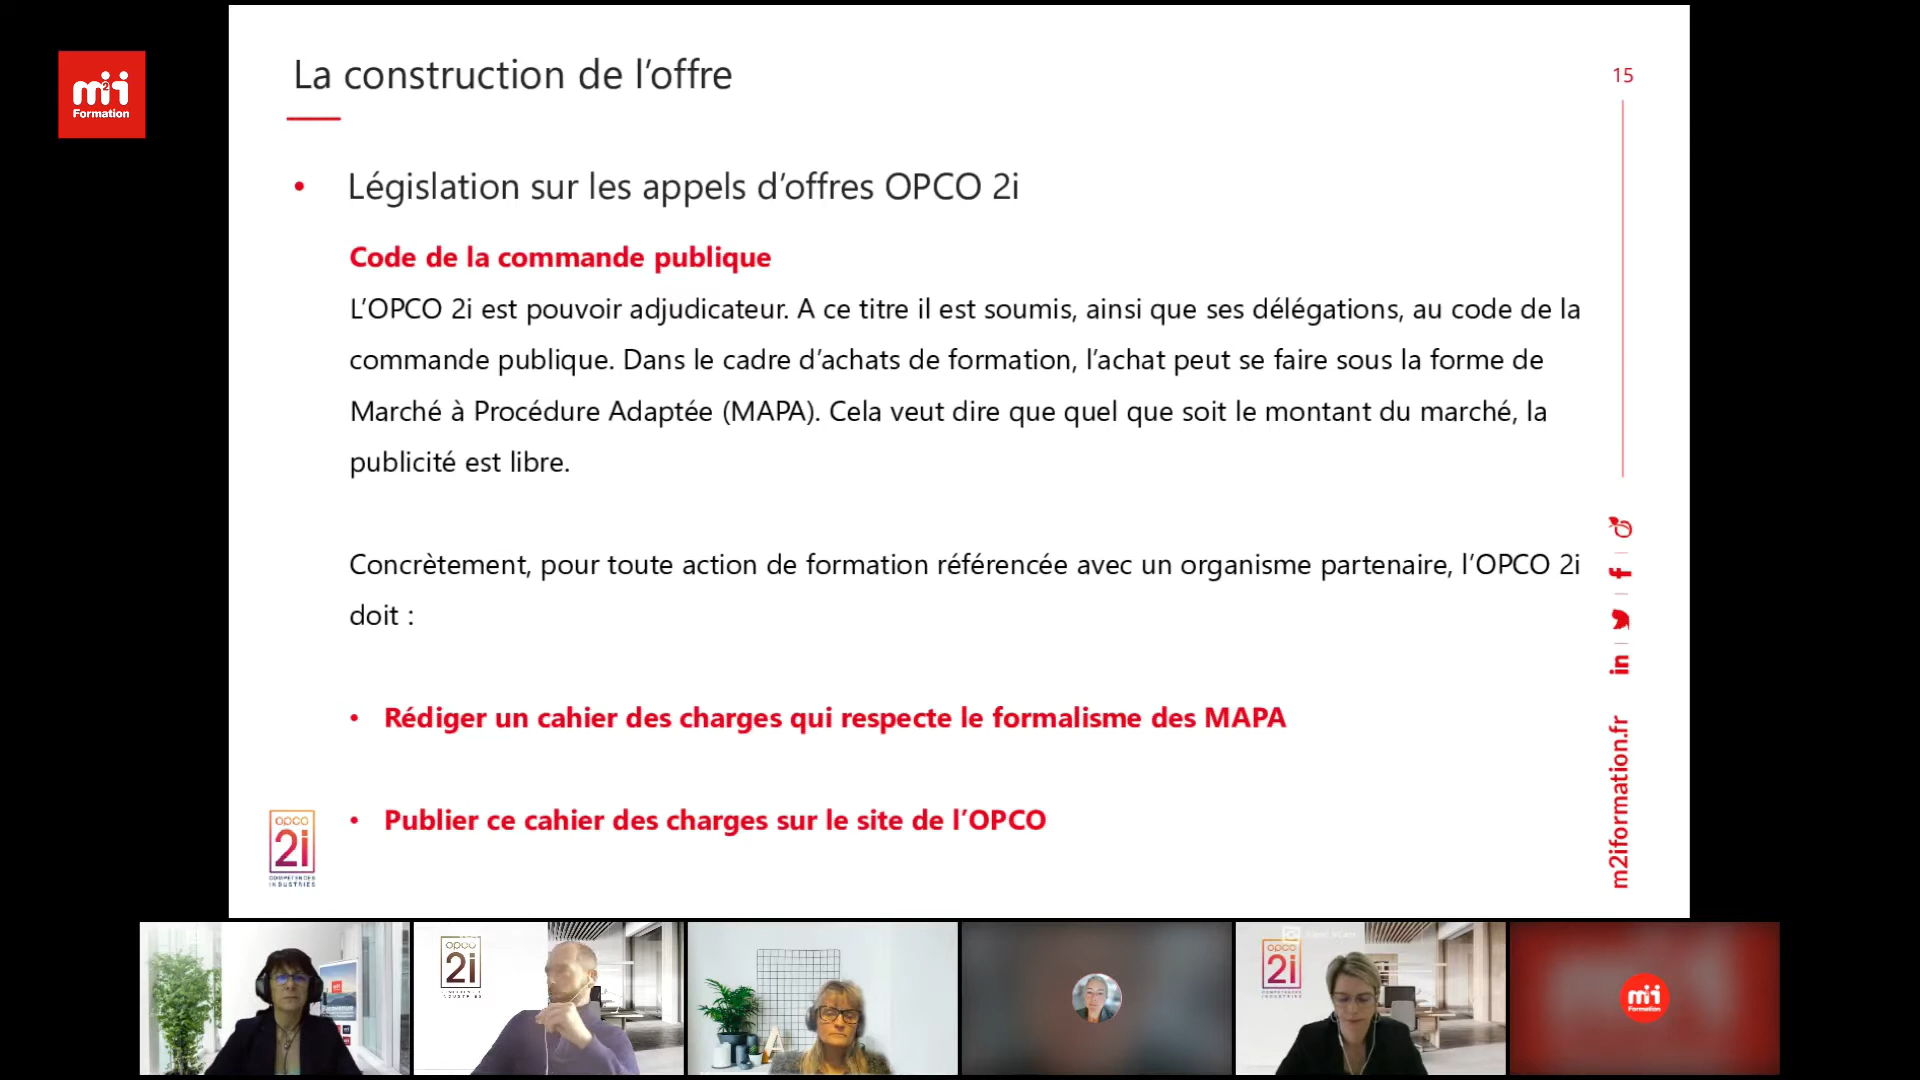 m2i
Formation
La construction de l’offre
15
• Législation sur les appels d’offres OPCO 2i
Code de la commande publique
L’OPCO 2i est pouvoir adjudicateur. A ce titre il est soumis, ainsi que ses délégations, au code de la
commande publique. Dans le cadre d’achats de formation, l’achat peut se faire sous la forme de
Marché à Procédure Adaptée (MAPA). Cela veut dire que quel que soit le montant du marché, la
publicité est libre.
Concrètement, pour toute action de formation référencée avec un organisme partenaire, l’OPCO 2i
doit :
• Rédiger un cahier des charges qui respecte le formalisme des MAPA
• Publier ce cahier des charges sur le site de l’OPCO
opco
2i
COMPETENCES
INDUSTRIES
f
in
m2iformation.fr
opco
2i
opco
2i
m2i
Formation